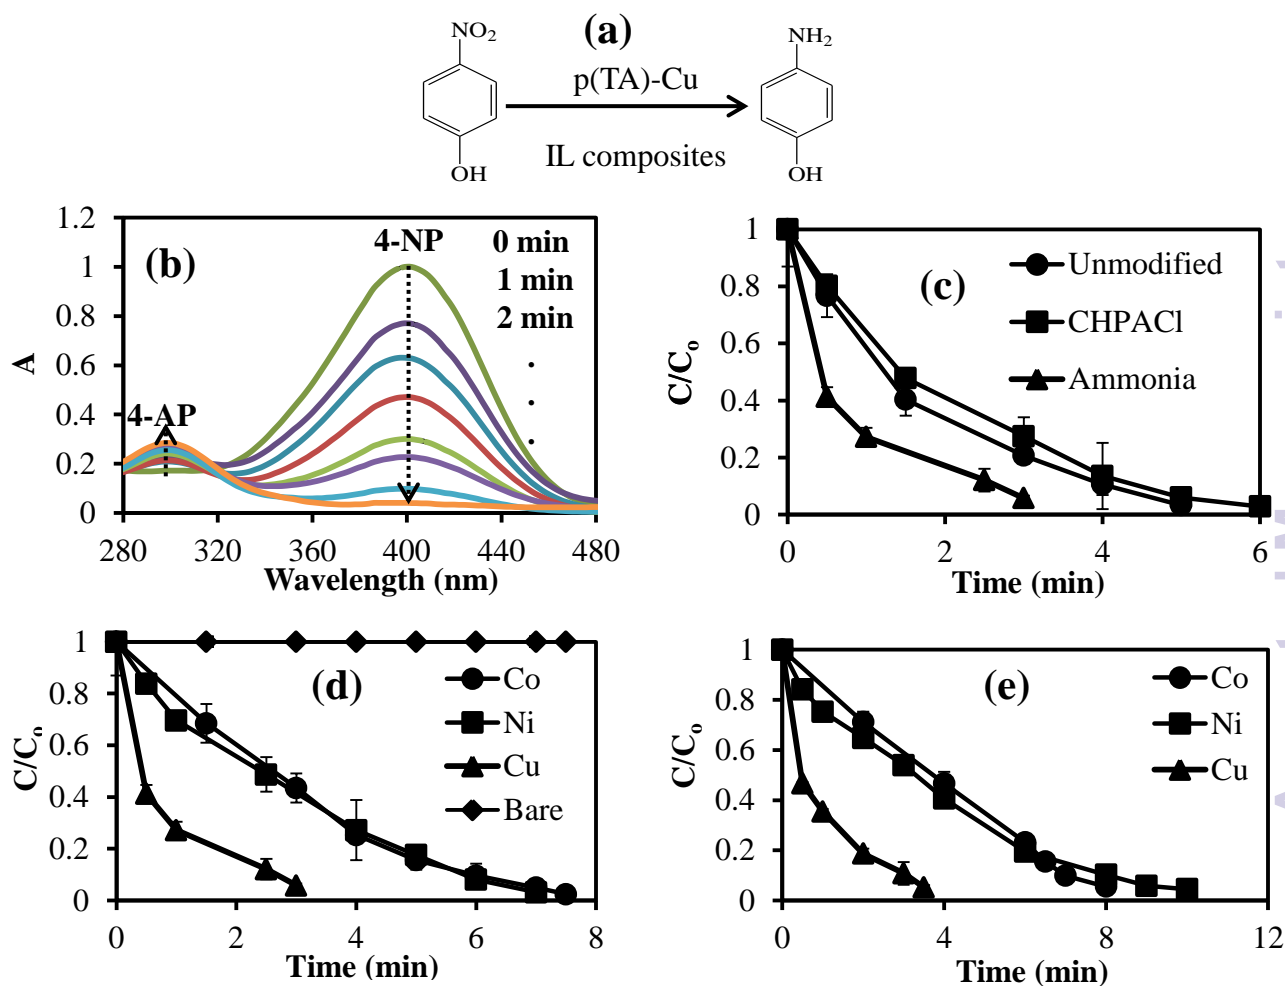 (a)
NO2
NH2
p(TA)-Cu
IL composites
OH
OH
(b)
4-NP
0 min
1 min
2 min
.
.
.
4-AP
A
1.2
1
0.8
0.6
0.4
0.2
0
280 320 360 400 440 480
Wavelength (nm)
(c)
Unmodified
CHPACl
Ammonia
C/Co
1
0.8
0.6
0.4
0.2
0
0 2 4 6
Time (min)
(d)
Co
Ni
Cu
Bare
C/Co
1
0.8
0.6
0.4
0.2
0
0 2 4 6 8
Time (min)
(e)
Co
Ni
Cu
C/Co
1
0.8
0.6
0.4
0.2
0
0 4 8 12
Time (min)